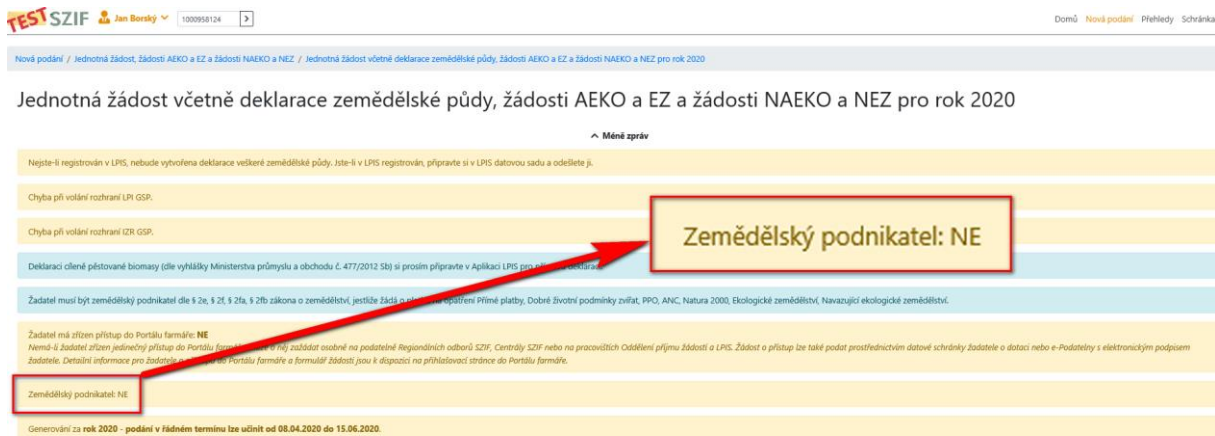 TEST SZIF Jan Borský 1000958124 Domů Nová podání Přehledy Schránka
Nová podání / Jednotná žádost, žádosti AEKO a EZ a žádosti NAEKO a NEZ / Jednotná žádost včetně deklarace zemědělské půdy, žádosti AEKO a EZ a žádosti NAEKO a NEZ pro rok 2020
Jednotná žádost včetně deklarace zemědělské půdy, žádosti AEKO a EZ a žádosti NAEKO a NEZ pro rok 2020
Méně zpráv
Nejste-li registrován v LPIS, nebude vytvořena deklarace veškeré zemědělské půdy. Jste-li v LPIS registrován, připravte si v LPIS datovou sadu a odešlete ji.
Chyba při volání rozhraní LPI GSP.
Chyba při volání rozhraní IZR GSP.
Zemědělský podnikatel: NE
Deklaraci cíleně pěstované biomasy (dle vyhlášky Ministerstva průmyslu a obchodu č. 477/2012 Sb) si prosím připravte v Aplikaci LPIS pro
Žadatel musí být zemědělský podnikatel dle § 2e, § 2f, § 2fa, § 2fb zákona o zemědělství, jestliže žádá o opatření Přímé platby, Dobré životní podmínky zvířat, PPO, ANC, Natura 2000, Ekologické zemědělství, Navazující ekologické zemědělství.
Žadatel má zřízen přístup do Portálu farmáře: NE
Nemá-li žadatel zřízen jedinečný přístup do Portálu o něj zažádat osobně na podatelně Regionálních odborů SZIF, Centrály SZIF nebo na pracovištích Oddělení příjmu žádostí a LPIS. Žádost o přístup lze také podat prostřednictvím datové schránky žadatele o dotaci nebo e-Podatelny s elektronickým podpisem
žadatele. Detailní informace pro žadatele o do Portálu farmáře a formulář žádosti jsou k dispozici na přihlašovací stránce do Portálu farmáře.
Zemědělský podnikatel: NE
Generování za rok 2020 - podání v řádném termínu lze učinit od 08.04.2020 do 15.06.2020.